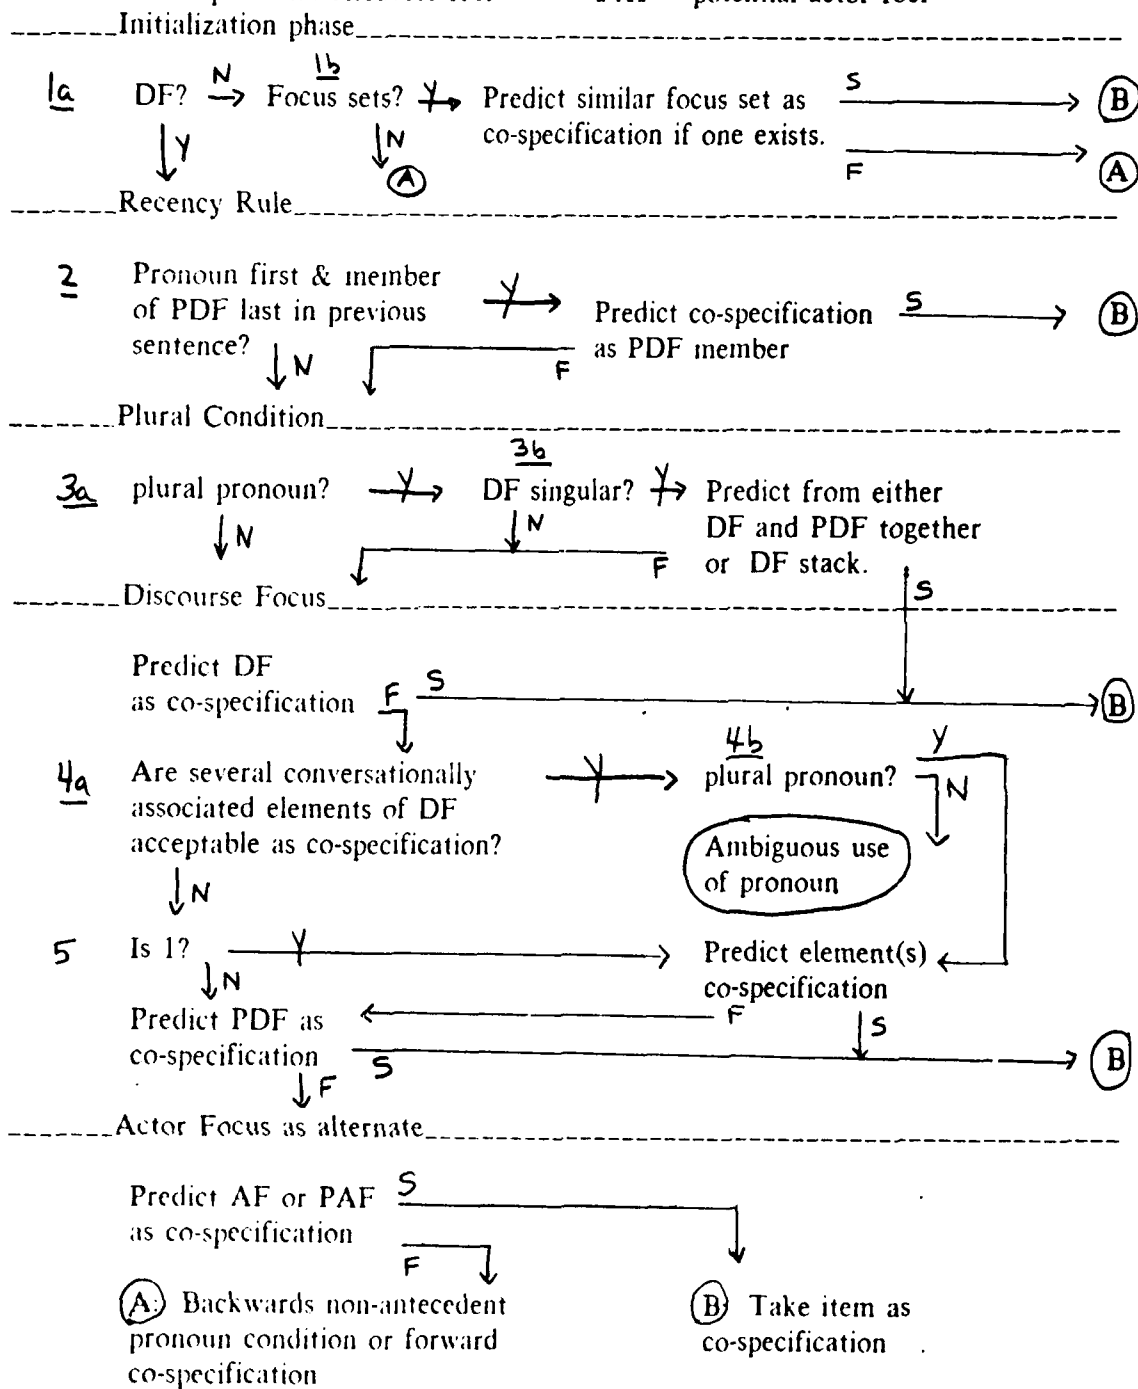 potential actor foci
Initialization phase
1a DF? N Focus sets? 1b Y Predict similar focus set as S B
Y N co-specification if one exists. F A
A
Recency Rule
2 Pronoun first & member
of PDF last in previous Y Predict co-specification S B
sentence? N as PDF member F
Plural Condition
3b
3a plural pronoun? Y DF singular? Y Predict from either
N N DF and PDF together
F or DF stack.
Discourse Focus S
Predict DF
as co-specification F S B
4b
4a Are several conversationally Y plural pronoun? Y
associated elements of DF N
acceptable as co-specification? Ambiguous use
N of pronoun
5 Is 1? Y Predict element(s)
N co-specification
Predict PDF as F S
co-specification S B
F
Actor Focus as alternate
Predict AF or PAF S
as co-specification
F
A Backwards non-antecedent B Take item as
pronoun condition or forward co-specification
co-specification